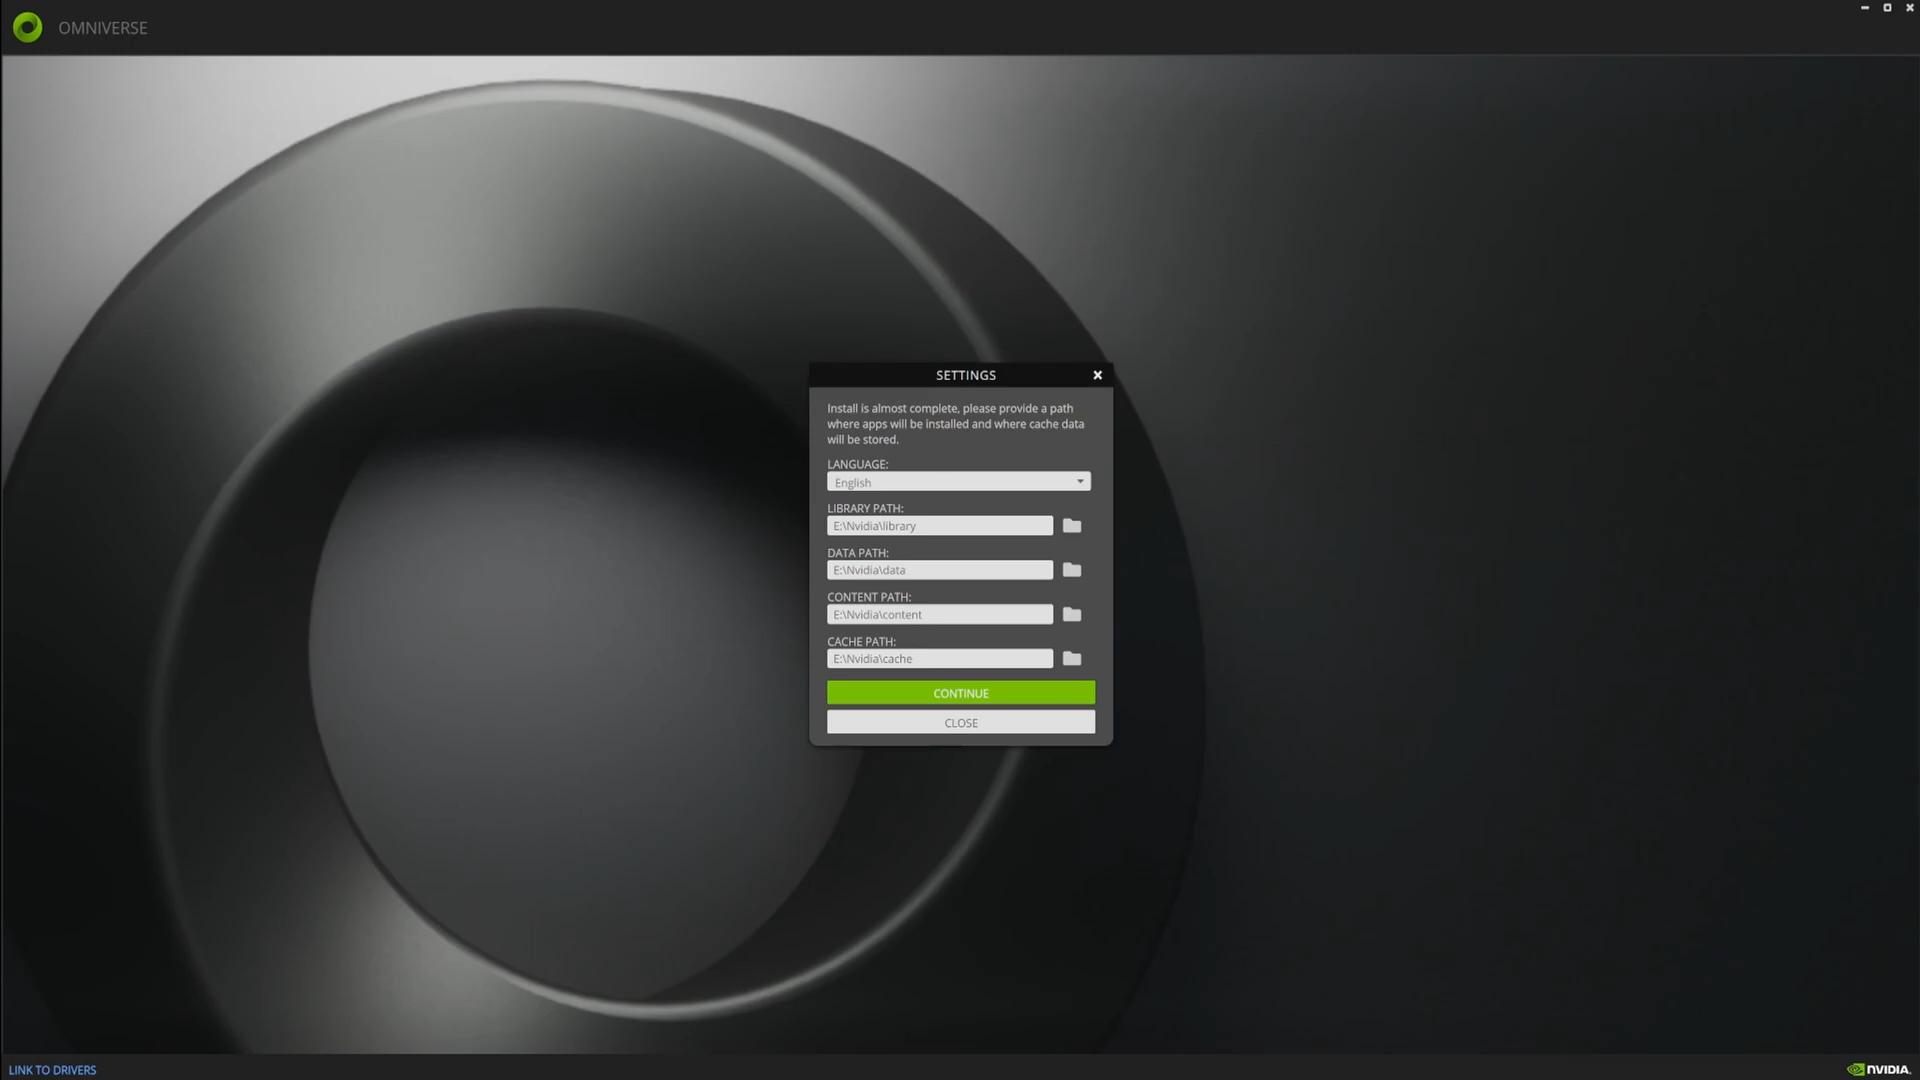 OMNIVERSE
SETTINGS
Install is almost complete, please provide a path
where apps will be installed and where cache data
will be stored.
LANGUAGE:
English
LIBRARY PATH:
E:\Nvidia\library
DATA PATH:
E:\Nvidia\data
CONTENT PATH:
E:\Nvidia\content
CACHE PATH:
E:\Nvidia\cache
CONTINUE
CLOSE
LINK TO DRIVERS
NVIDIA.